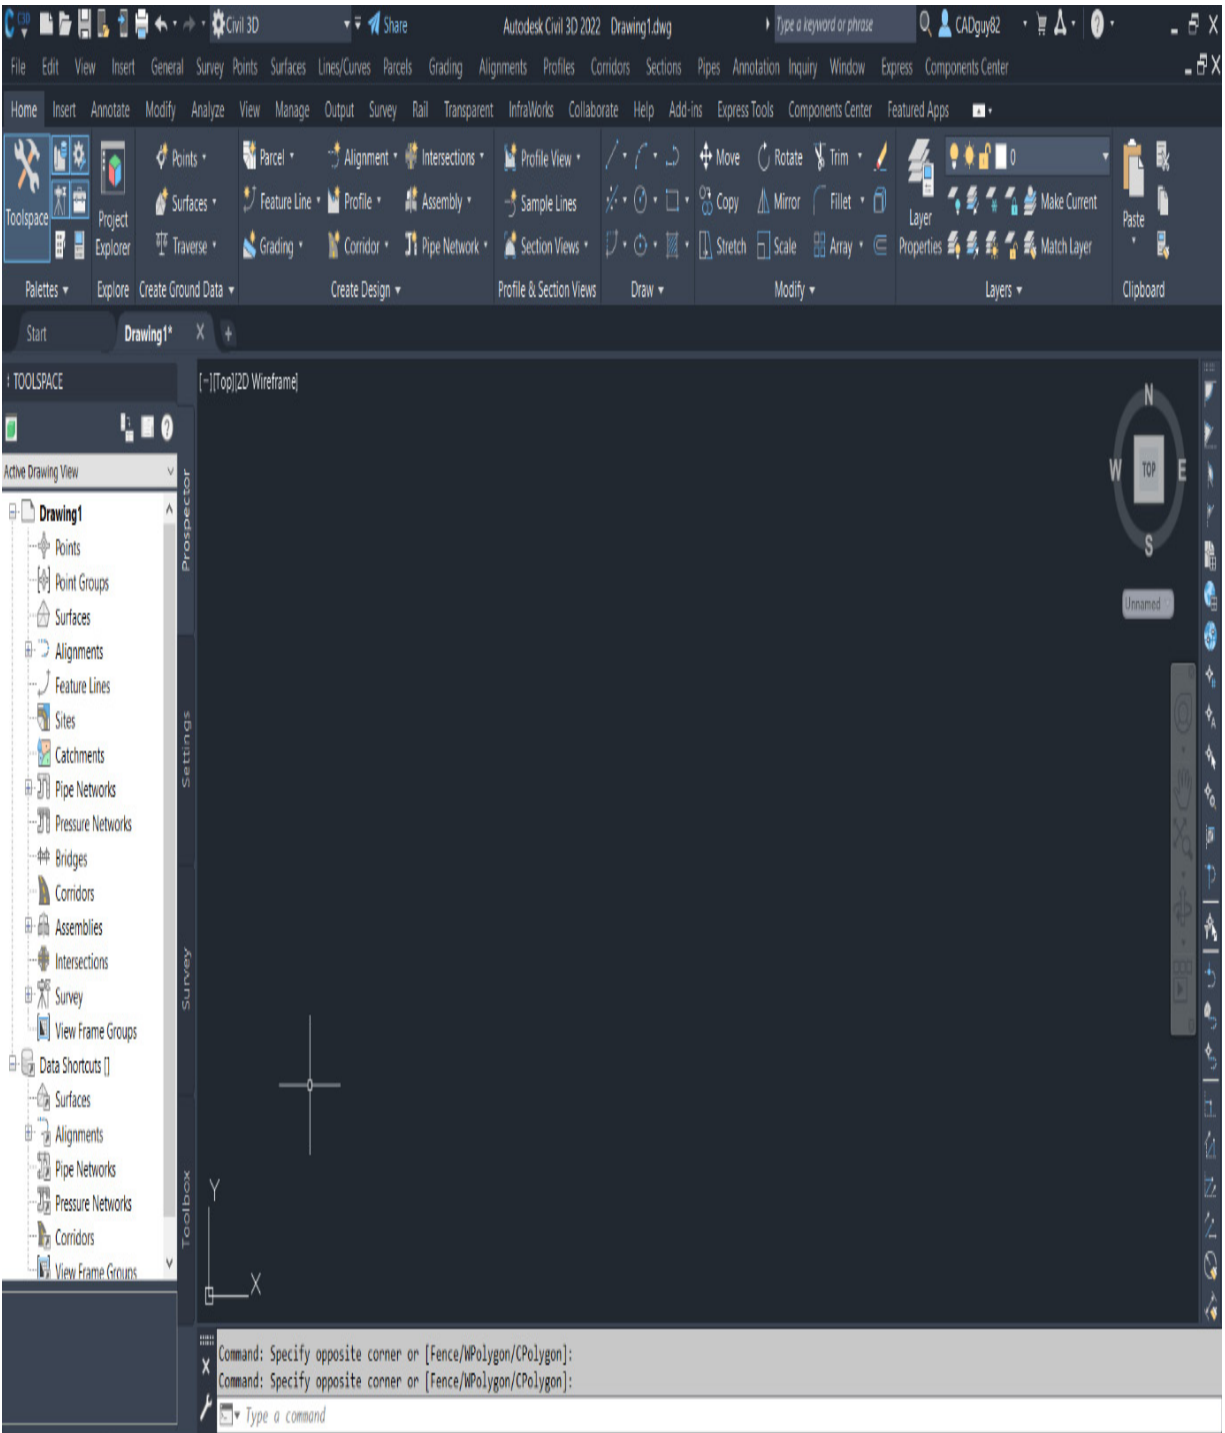 C3D Civil 3D Share Autodesk Civil 3D 2022 Drawing1.dwg Type a keyword or phrase CADguy82
File Edit View Insert General Survey Points Surfaces Lines/Curves Parcels Grading Alignments Profiles Corridors Sections Pipes Annotation Inquiry Window Express Components Center
Home Insert Annotate Modify Analyze View Manage Output Survey Rail Transparent InfraWorks Collaborate Help Add-ins Express Tools Components Center Featured Apps
Points Parcel Alignment Intersections Profile View Move Rotate Trim 0
Toolspace Project Explorer Surfaces Feature Line Profile Assembly Sample Lines Copy Mirror Fillet Layer Properties Make Current Paste
Traverse Grading Corridor Pipe Network Section Views Stretch Scale Array Match Layer
Palettes Explore Create Ground Data Create Design Profile & Section Views Draw Modify Layers Clipboard
Start Drawing1* X +
TOOLSPACE
[-][Top][2D Wireframe]
Active Drawing View
Drawing1
Points
Point Groups
Surfaces
Alignments
Feature Lines
Sites
Catchments
Pipe Networks
Pressure Networks
Bridges
Corridors
Assemblies
Intersections
Survey
View Frame Groups
Data Shortcuts []
Surfaces
Alignments
Pipe Networks
Pressure Networks
Corridors
View Frame Groups
Prospector
Settings
Survey
Toolbox
N
W TOP E
S
Unnamed
Y
X
Command: Specify opposite corner or [Fence/WPolygon/CPolygon]:
Command: Specify opposite corner or [Fence/WPolygon/CPolygon]:
Type a command